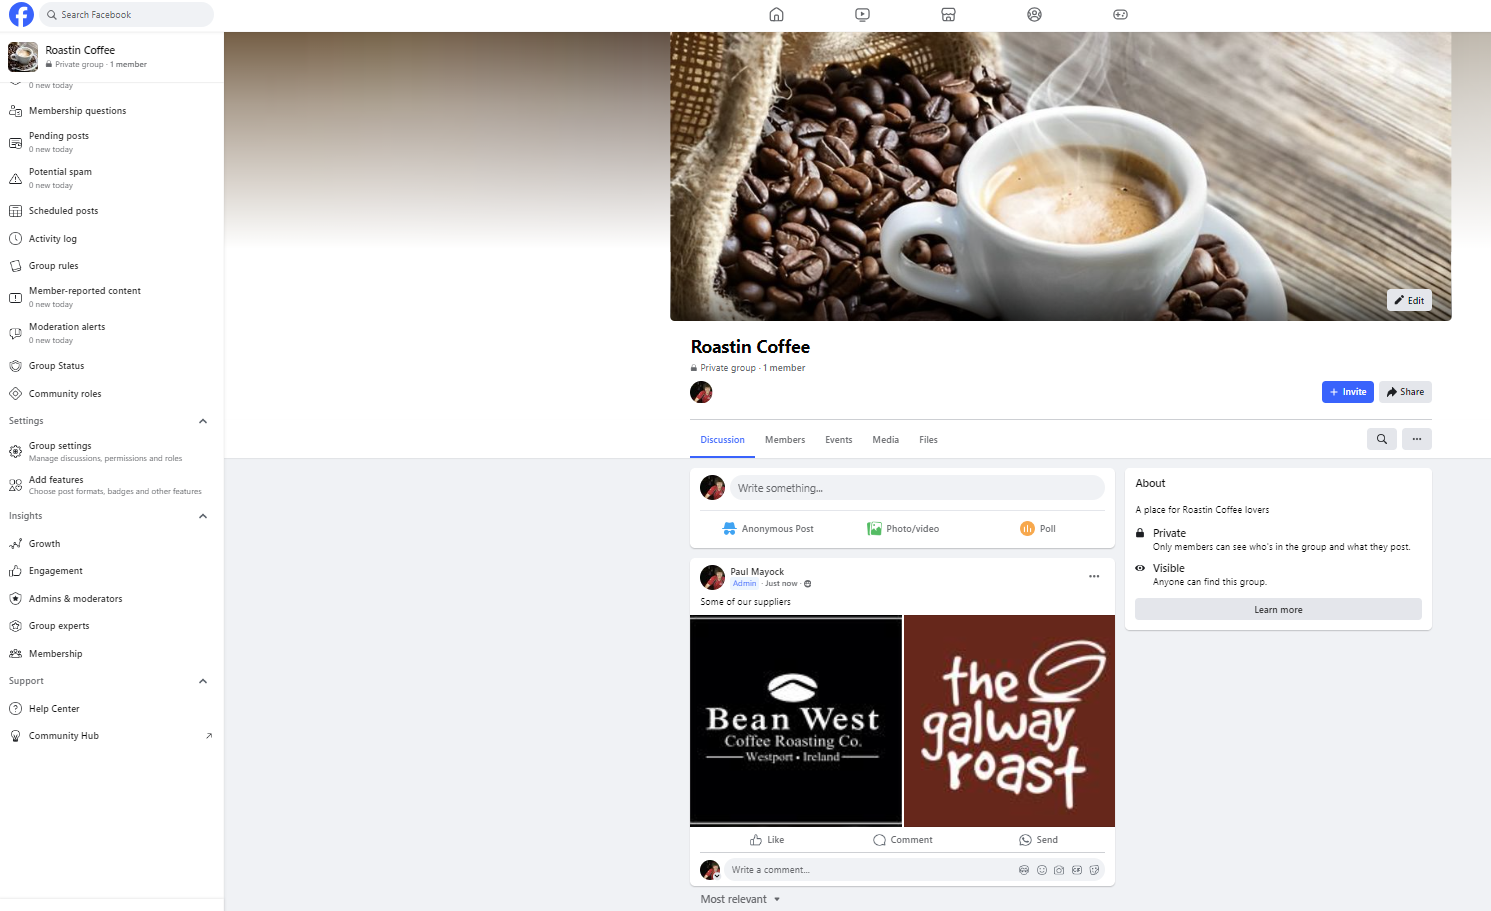 Search Facebook
Roastin Coffee
Private group · 1 member
0 new today
Membership questions
Pending posts
0 new today
Potential spam
0 new today
Scheduled posts
Activity log
Group rules
Member-reported content
0 new today
Moderation alerts
0 new today
Group Status
Community roles
Settings
Group settings
Manage discussions, permissions and roles
Add features
Choose post formats, badges and other features
Insights
Growth
Engagement
Admins & moderators
Group experts
Membership
Support
Help Center
Community Hub
Edit
Roastin Coffee
Private group · 1 member
+ Invite
Share
Discussion
Members
Events
Media
Files
Write something...
Anonymous Post
Photo/video
Poll
Paul Mayock
Admin · Just now ·
Some of our suppliers
Bean West
Coffee Roasting Co.
Westport • Ireland
the
galway
roast
Like
Comment
Send
Write a comment...
Most relevant
About
A place for Roastin Coffee lovers
Private
Only members can see who's in the group and what they post.
Visible
Anyone can find this group.
Learn more